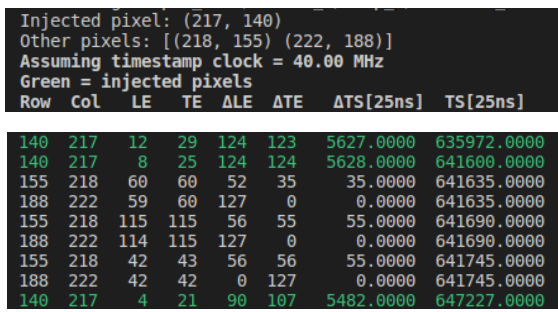 Injected pixel: (217, 140)
Other pixels: [(218, 155) (222, 188)]
Assuming timestamp clock = 40.00 MHz
Green = injected pixels
Row Col LE TE ΔLE ΔTE ΔTS[25ns] TS[25ns]
140 217 12 29 124 123 5627.0000 635972.0000
140 217 8 25 124 124 5628.0000 641600.0000
155 218 60 60 52 35 35.0000 641635.0000
188 222 59 60 127 0 0.0000 641635.0000
155 218 115 115 56 55 55.0000 641690.0000
188 222 114 115 127 0 0.0000 641690.0000
155 218 42 43 56 56 55.0000 641745.0000
188 222 42 42 0 127 0.0000 641745.0000
140 217 4 21 90 107 5482.0000 647227.0000